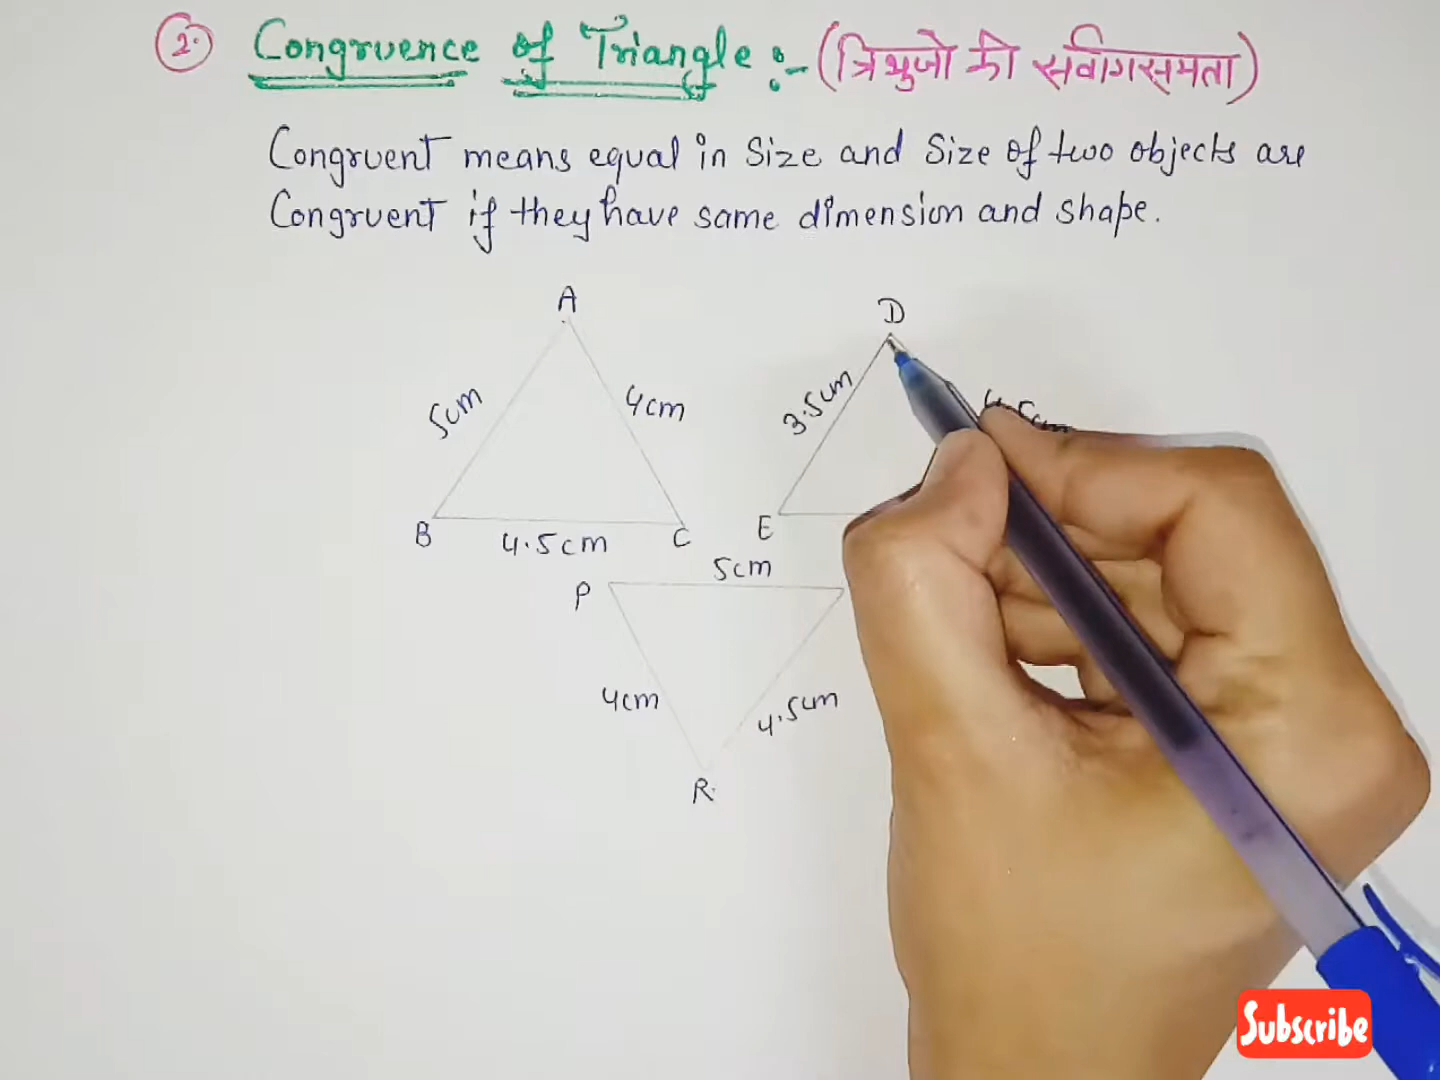 2. Congruence of Triangle :- (त्रिभुजो की सर्वागसमता)
Congruent means equal in Size and Size of two objects are
Congruent if they have same dimension and shape.
A
D
5cm
4cm
3.5cm
B
4.5cm
C
E
5cm
P
4cm
4.5cm
R
Subscribe